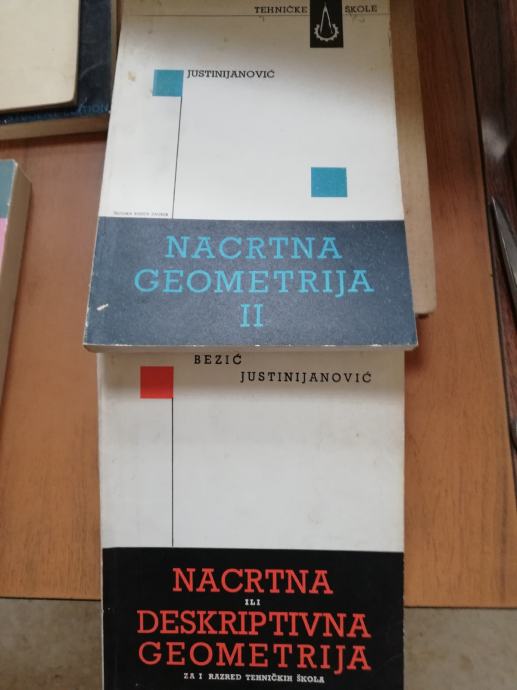 TEHNIČKE ŠKOLE
JUSTINIJANOVIĆ
NACRTNA
GEOMETRIJA
II
BEZIĆ
JUSTINIJANOVIĆ
NACRTNA
ILI
DESKRIPTIVNA
GEOMETRIJA
ZA I RAZRED TEHNIČKIH ŠKOLA